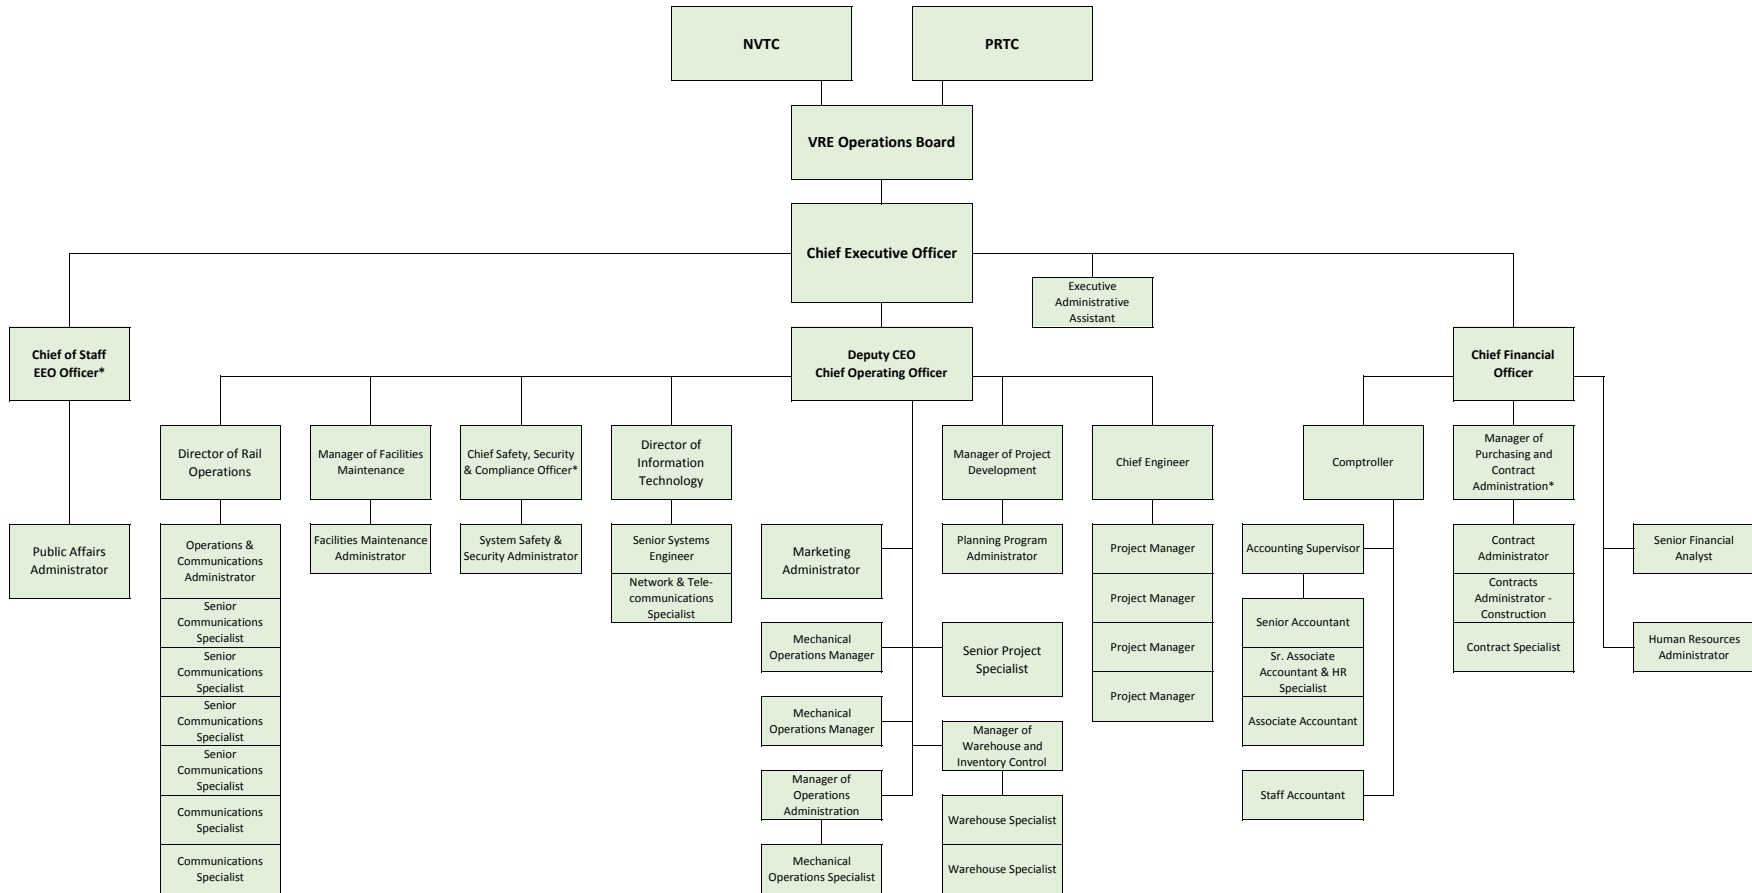 NVTC
PRTC
VRE Operations Board
Chief Executive Officer
Executive
Administrative
Assistant
Chief of Staff
EEO Officer*
Deputy CEO
Chief Operating Officer
Chief Financial
Officer
Director of Rail
Operations
Manager of Facilities
Maintenance
Chief Safety, Security
& Compliance Officer*
Director of
Information
Technology
Manager of Project
Development
Chief Engineer
Comptroller
Manager of
Purchasing and
Contract
Administration*
Public Affairs
Administrator
Operations &
Communications
Administrator
Senior
Communications
Specialist
Senior
Communications
Specialist
Senior
Communications
Specialist
Senior
Communications
Specialist
Communications
Specialist
Communications
Specialist
Facilities Maintenance
Administrator
System Safety &
Security Administrator
Senior Systems
Engineer
Network & Tele-
communications
Specialist
Marketing
Administrator
Mechanical
Operations Manager
Mechanical
Operations Manager
Manager of
Operations
Administration
Mechanical
Operations Specialist
Planning Program
Administrator
Senior Project
Specialist
Manager of
Warehouse and
Inventory Control
Warehouse Specialist
Warehouse Specialist
Project Manager
Project Manager
Project Manager
Project Manager
Accounting Supervisor
Senior Accountant
Sr. Associate
Accountant & HR
Specialist
Associate Accountant
Staff Accountant
Contract
Administrator
Contracts
Administrator -
Construction
Contract Specialist
Senior Financial
Analyst
Human Resources
Administrator